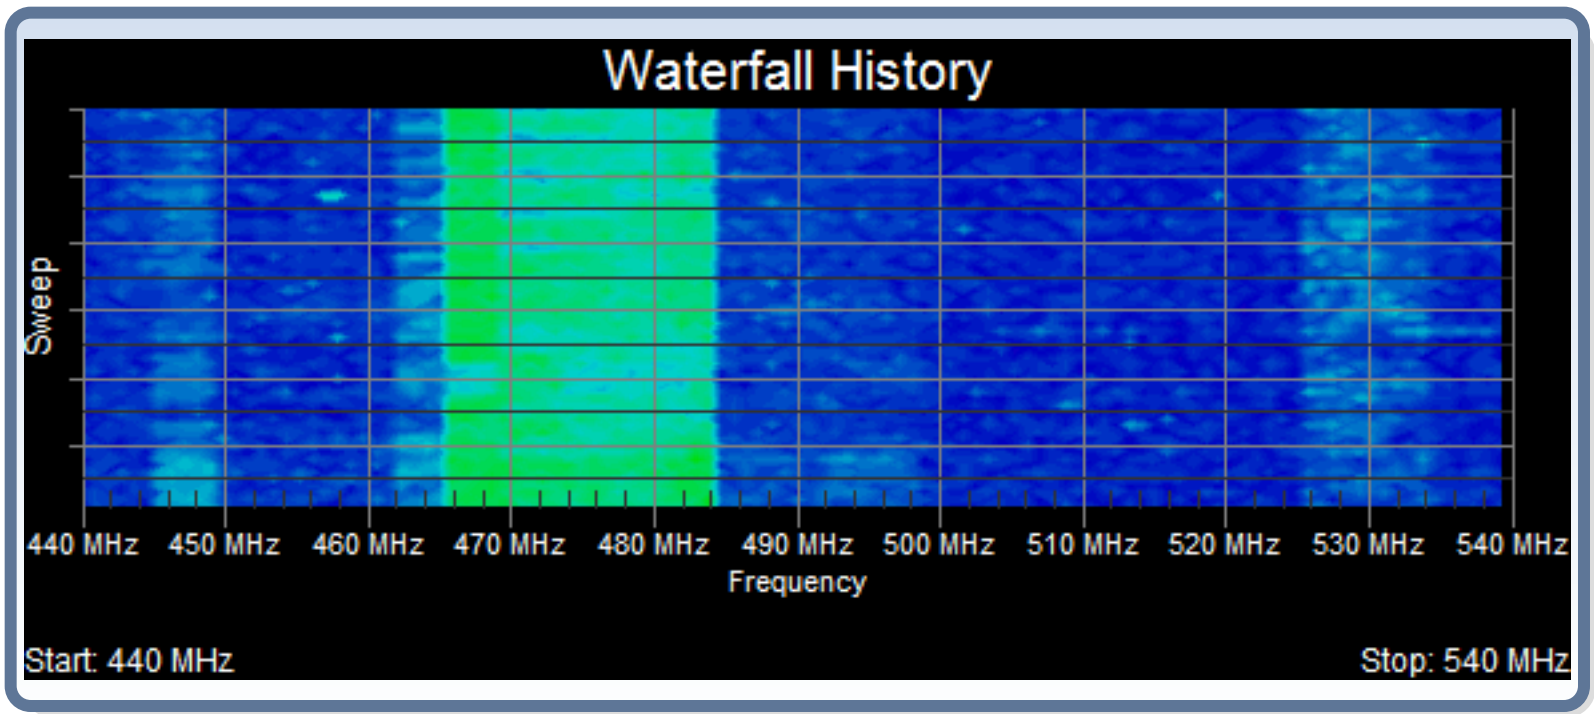 Waterfall History
Sweep
440 MHz 450 MHz 460 MHz 470 MHz 480 MHz 490 MHz 500 MHz 510 MHz 520 MHz 530 MHz 540 MHz
Frequency
Start: 440 MHz Stop: 540 MHz